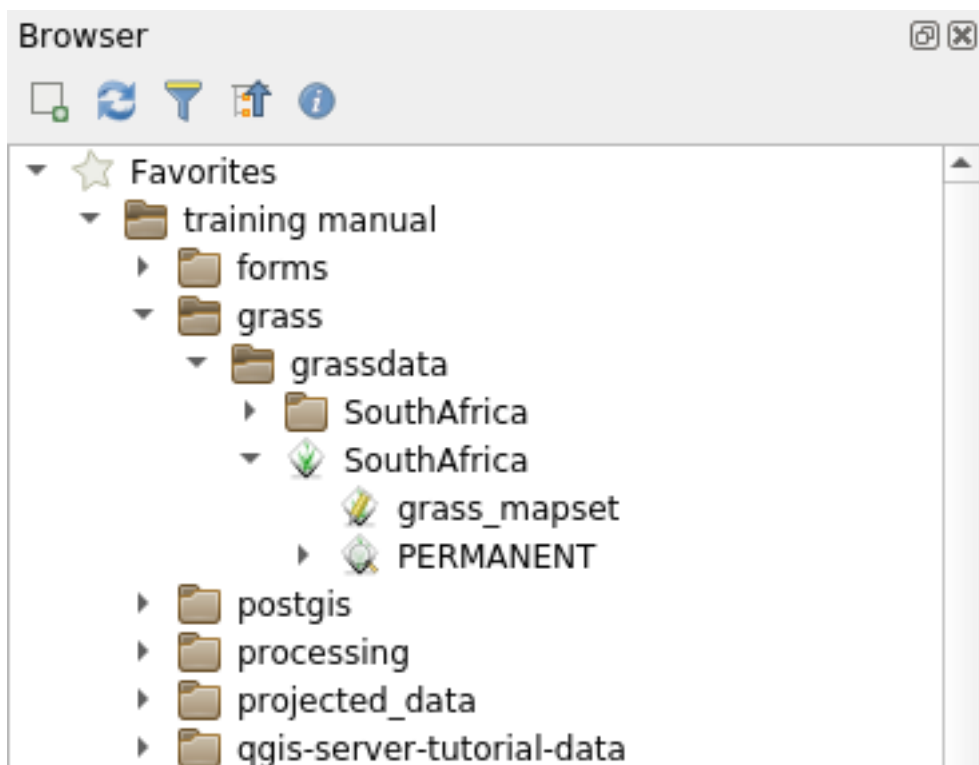 Browser
Favorites
training manual
forms
grass
grassdata
SouthAfrica
SouthAfrica
grass_mapset
PERMANENT
postgis
processing
projected_data
qgis-server-tutorial-data